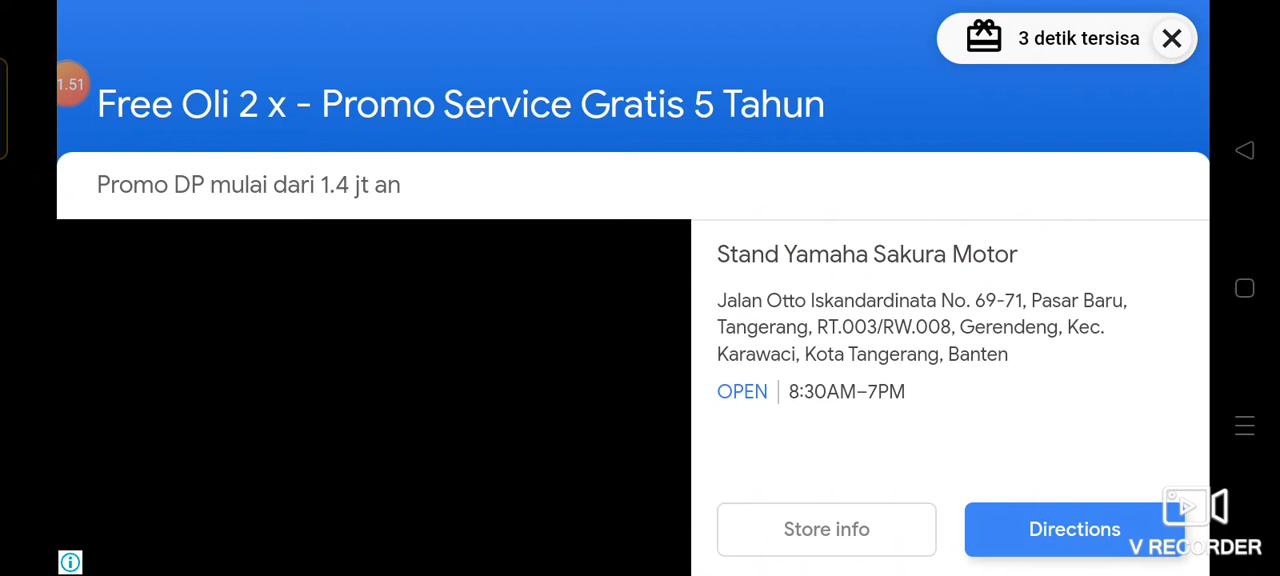 3 detik tersisa
1.51
Free Oli 2 x - Promo Service Gratis 5 Tahun
Promo DP mulai dari 1.4 jt an
Stand Yamaha Sakura Motor
Jalan Otto Iskandardinata No. 69-71, Pasar Baru,
Tangerang, RT.003/RW.008, Gerendeng, Kec.
Karawaci, Kota Tangerang, Banten
OPEN | 8:30AM–7PM
Store info
Directions
V RECORDER